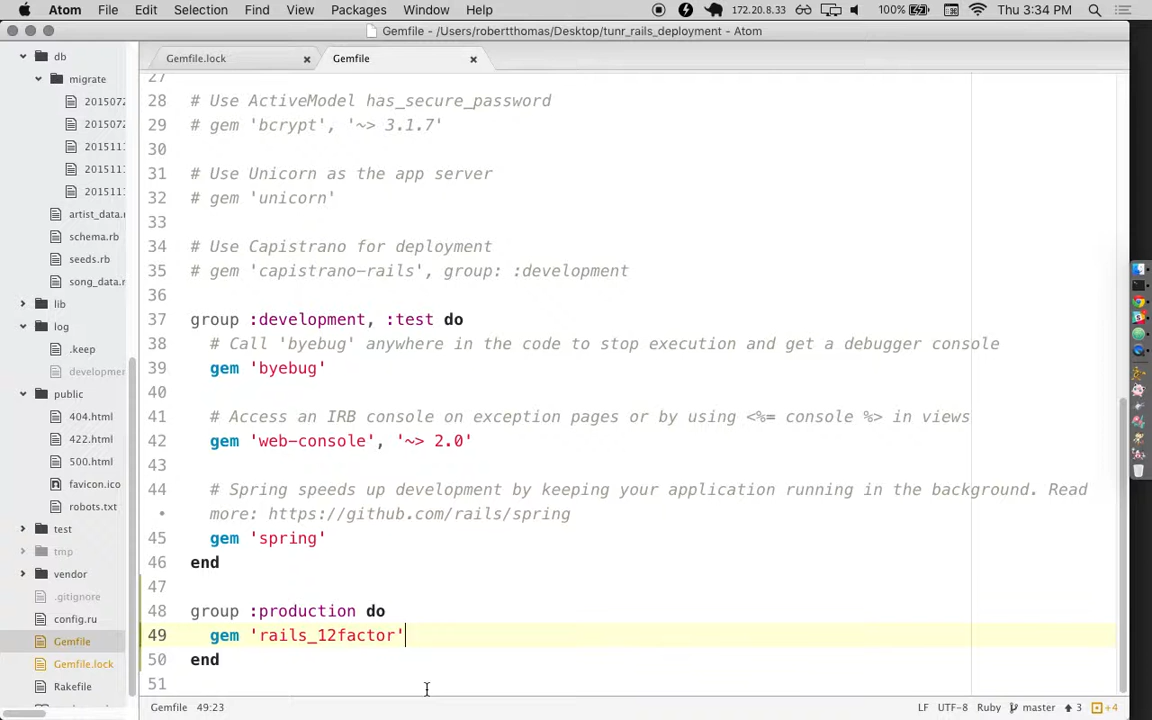 Atom File Edit Selection Find View Packages Window Help 172.20.8.33 100% Thu 3:34 PM
Gemfile - /Users/robertthomas/Desktop/tunr_rails_deployment - Atom
Gemfile.lock Gemfile
db
migrate
2015072
2015072
2015111
2015111
2015111
artist_data.r
schema.rb
seeds.rb
song_data.r
lib
log
.keep
developmen
public
404.html
422.html
500.html
favicon.ico
robots.txt
test
tmp
vendor
.gitignore
config.ru
Gemfile
Gemfile.lock
Rakefile
27
28 # Use ActiveModel has_secure_password
29 # gem 'bcrypt', '~> 3.1.7'
30
31 # Use Unicorn as the app server
32 # gem 'unicorn'
33
34 # Use Capistrano for deployment
35 # gem 'capistrano-rails', group: :development
36
37 group :development, :test do
38 # Call 'byebug' anywhere in the code to stop execution and get a debugger console
39 gem 'byebug'
40
41 # Access an IRB console on exception pages or by using <%= console %> in views
42 gem 'web-console', '~> 2.0'
43
44 # Spring speeds up development by keeping your application running in the background. Read
• more: https://github.com/rails/spring
45 gem 'spring'
46 end
47
48 group :production do
49 gem 'rails_12factor'
50 end
51
Gemfile 49:23 LF UTF-8 Ruby master 3 +4